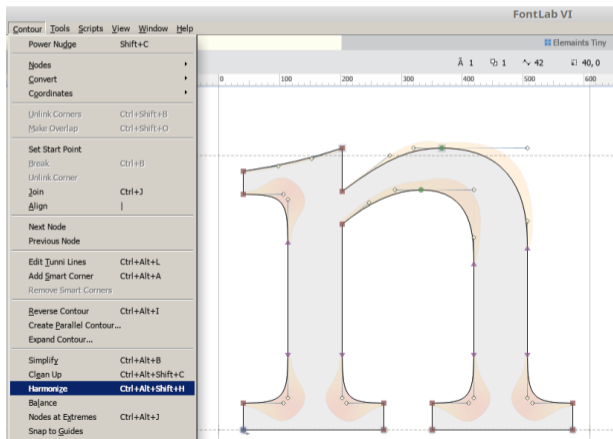 FontLab VI
Contour Tools Scripts View Window Help
Elemaints Tiny
Power Nudge Shift+C
Nodes
Convert
Coordinates
Unlink Corners Ctrl+Shift+B
Make Overlap Ctrl+Shift+O
Set Start Point
Break Ctrl+B
Unlink Corner
Join Ctrl+J
Align |
Next Node
Previous Node
Edit Tunni Lines Ctrl+Alt+L
Add Smart Corner Ctrl+Alt+A
Remove Smart Corners
Reverse Contour Ctrl+Alt+I
Create Parallel Contour...
Expand Contour...
Simplify Ctrl+Alt+B
Clean Up Ctrl+Alt+Shift+C
Harmonize Ctrl+Alt+Shift+H
Balance
Nodes at Extremes Ctrl+Alt+J
Snap to Guides
1 1 42 40, 0
0 100 200 300 400 500 600
n